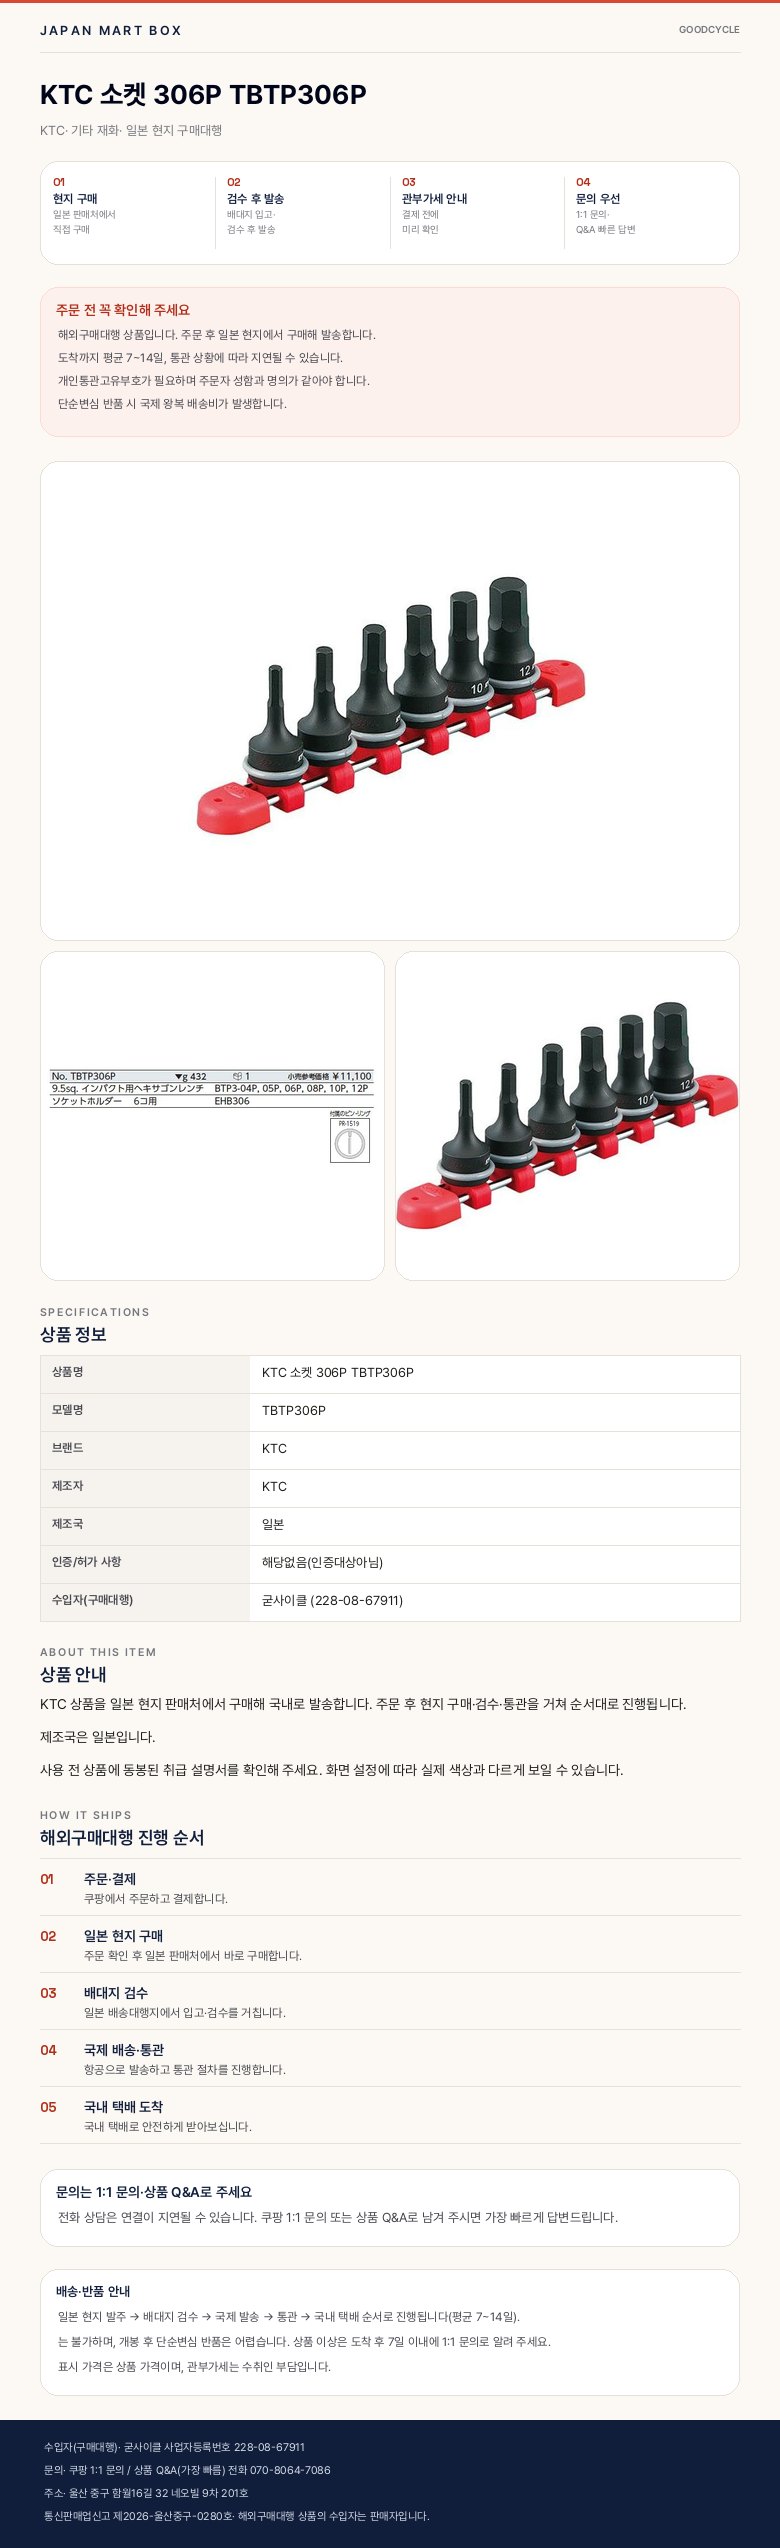 JAPAN MART BOX
GOODCYCLE
KTC 소켓 306P TBTP306P
KTC· 기타 재화· 일본 현지 구매대행
01
현지 구매
일본 판매처에서
직접 구매
02
검수 후 발송
배대지 입고·
검수 후 발송
03
관부가세 안내
결제 전에
미리 확인
04
문의 우선
1:1 문의·
Q&A 빠른 답변
주문 전 꼭 확인해 주세요
해외구매대행 상품입니다. 주문 후 일본 현지에서 구매해 발송합니다.
도착까지 평균 7~14일, 통관 상황에 따라 지연될 수 있습니다.
개인통관고유부호가 필요하며 주문자 성함과 명의가 같아야 합니다.
단순변심 반품 시 국제 왕복 배송비가 발생합니다.
10
12
No. TBTP306P ▼g 432 1 小売参考価格 ¥11,100
9.5sq. インパクト用ヘキサゴンレンチ BTP3-04P, 05P, 06P, 08P, 10P, 12P
ソケットホルダー 6コ用 EHB306
付属のピン・リング
PR-1519
10
12
SPECIFICATIONS
상품 정보
상품명 KTC 소켓 306P TBTP306P
모델명 TBTP306P
브랜드 KTC
제조자 KTC
제조국 일본
인증/허가 사항 해당없음(인증대상아님)
수입자(구매대행) 굳사이클 (228-08-67911)
ABOUT THIS ITEM
상품 안내
KTC 상품을 일본 현지 판매처에서 구매해 국내로 발송합니다. 주문 후 현지 구매·검수·통관을 거쳐 순서대로 진행됩니다.
제조국은 일본입니다.
사용 전 상품에 동봉된 취급 설명서를 확인해 주세요. 화면 설정에 따라 실제 색상과 다르게 보일 수 있습니다.
HOW IT SHIPS
해외구매대행 진행 순서
01 주문·결제
쿠팡에서 주문하고 결제합니다.
02 일본 현지 구매
주문 확인 후 일본 판매처에서 바로 구매합니다.
03 배대지 검수
일본 배송대행지에서 입고·검수를 거칩니다.
04 국제 배송·통관
항공으로 발송하고 통관 절차를 진행합니다.
05 국내 택배 도착
국내 택배로 안전하게 받아보십니다.
문의는 1:1 문의·상품 Q&A로 주세요
전화 상담은 연결이 지연될 수 있습니다. 쿠팡 1:1 문의 또는 상품 Q&A로 남겨 주시면 가장 빠르게 답변드립니다.
배송·반품 안내
일본 현지 발주 → 배대지 검수 → 국제 발송 → 통관 → 국내 택배 순서로 진행됩니다(평균 7~14일).
는 불가하며, 개봉 후 단순변심 반품은 어렵습니다. 상품 이상은 도착 후 7일 이내에 1:1 문의로 알려 주세요.
표시 가격은 상품 가격이며, 관부가세는 수취인 부담입니다.
수입자(구매대행)· 굳사이클 사업자등록번호 228-08-67911
문의· 쿠팡 1:1 문의 / 상품 Q&A(가장 빠름) 전화 070-8064-7086
주소· 울산 중구 함월16길 32 네오빌 9차 201호
통신판매업신고 제2026-울산중구-0280호· 해외구매대행 상품의 수입자는 판매자입니다.